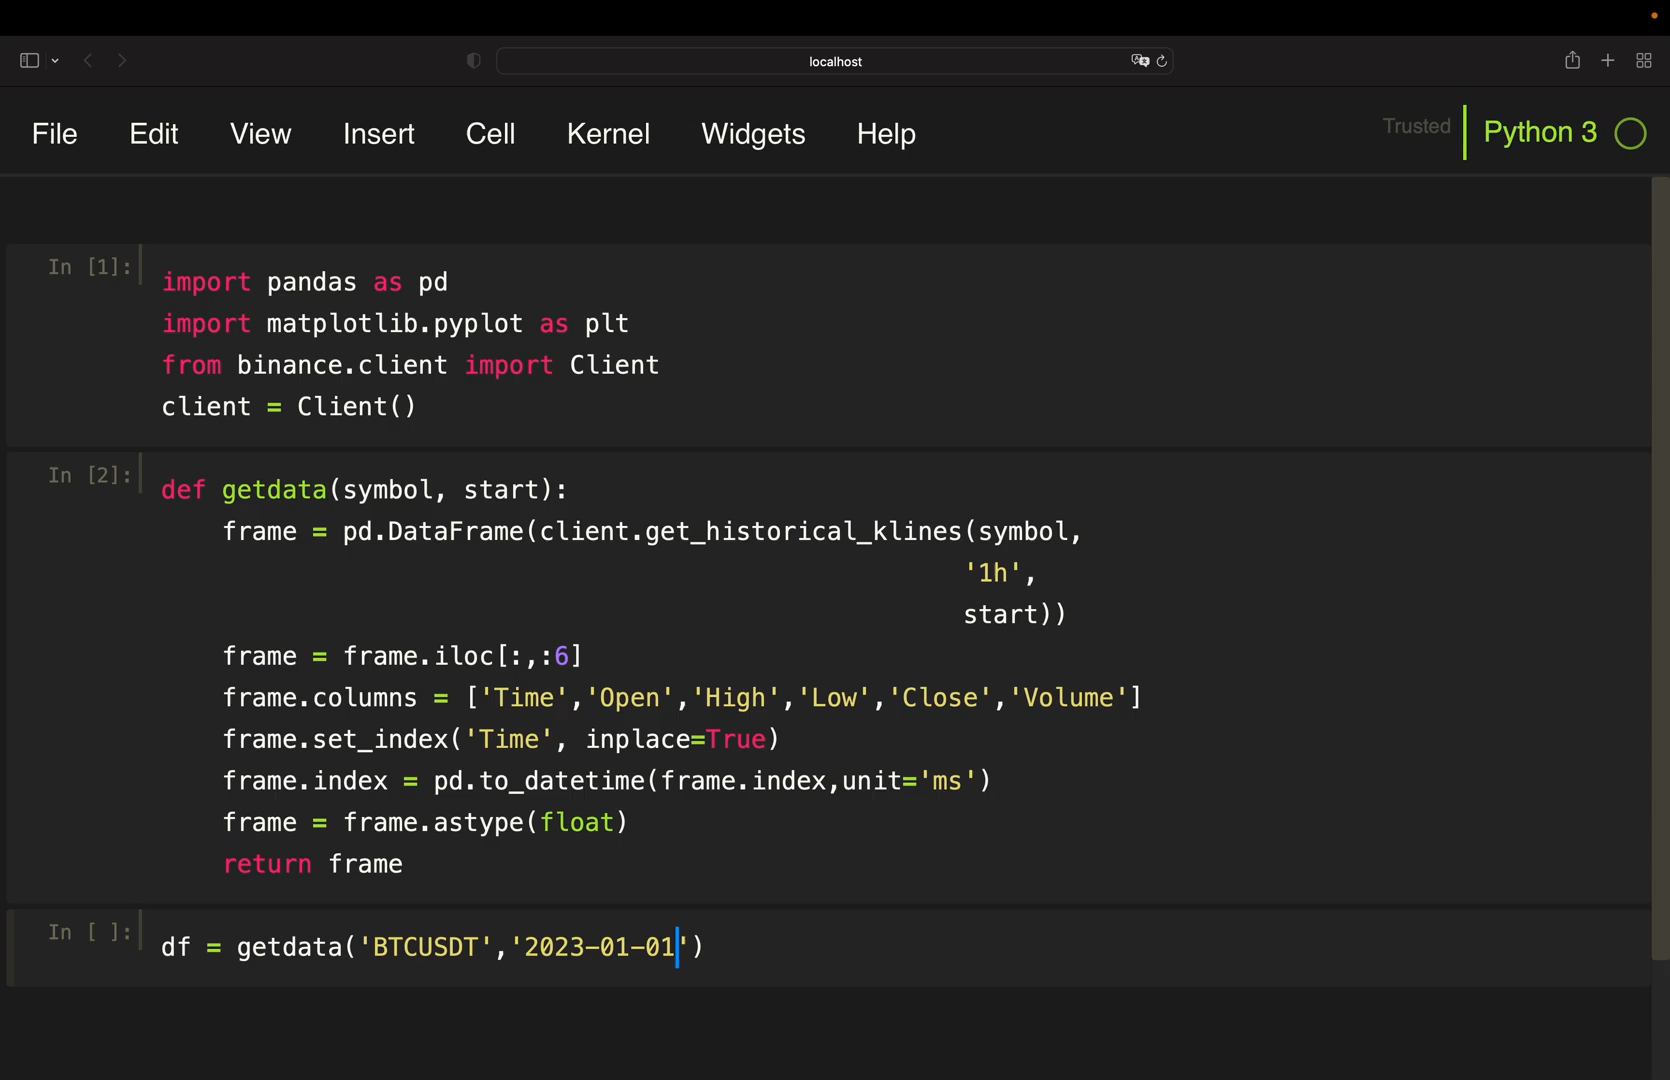 localhost
File Edit View Insert Cell Kernel Widgets Help Trusted Python 3
In [1]:
import pandas as pd
import matplotlib.pyplot as plt
from binance.client import Client
client = Client()
In [2]:
def getdata(symbol, start):
    frame = pd.DataFrame(client.get_historical_klines(symbol,
                                                     '1h',
                                                     start))
    frame = frame.iloc[:,:6]
    frame.columns = ['Time','Open','High','Low','Close','Volume']
    frame.set_index('Time', inplace=True)
    frame.index = pd.to_datetime(frame.index,unit='ms')
    frame = frame.astype(float)
    return frame
In [ ]:
df = getdata('BTCUSDT','2023-01-01')